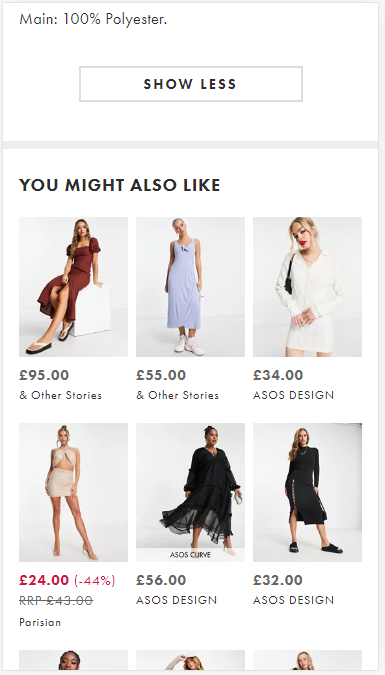 Main: 100% Polyester.
SHOW LESS
YOU MIGHT ALSO LIKE
£95.00
& Other Stories
£55.00
& Other Stories
£34.00
ASOS DESIGN
£24.00 (-44%)
RRP £43.00
Parisian
ASOS CURVE
£56.00
ASOS DESIGN
£32.00
ASOS DESIGN